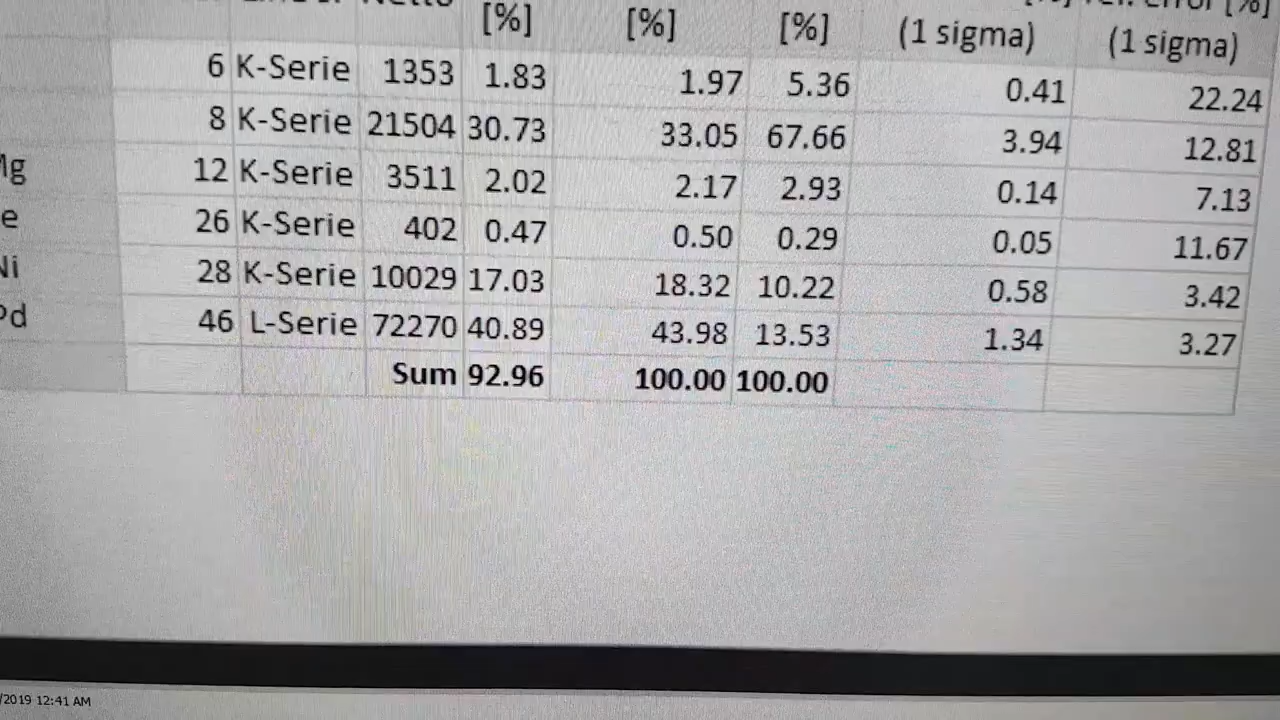 [%] [%] [%] (1 sigma) (1 sigma)
6 K-Serie 1353 1.83 1.97 5.36 0.41 22.24
8 K-Serie 21504 30.73 33.05 67.66 3.94 12.81
Mg 12 K-Serie 3511 2.02 2.17 2.93 0.14 7.13
e 26 K-Serie 402 0.47 0.50 0.29 0.05 11.67
Ni 28 K-Serie 10029 17.03 18.32 10.22 0.58 3.42
Pd 46 L-Serie 72270 40.89 43.98 13.53 1.34 3.27
Sum 92.96 100.00 100.00
/2019 12:41 AM